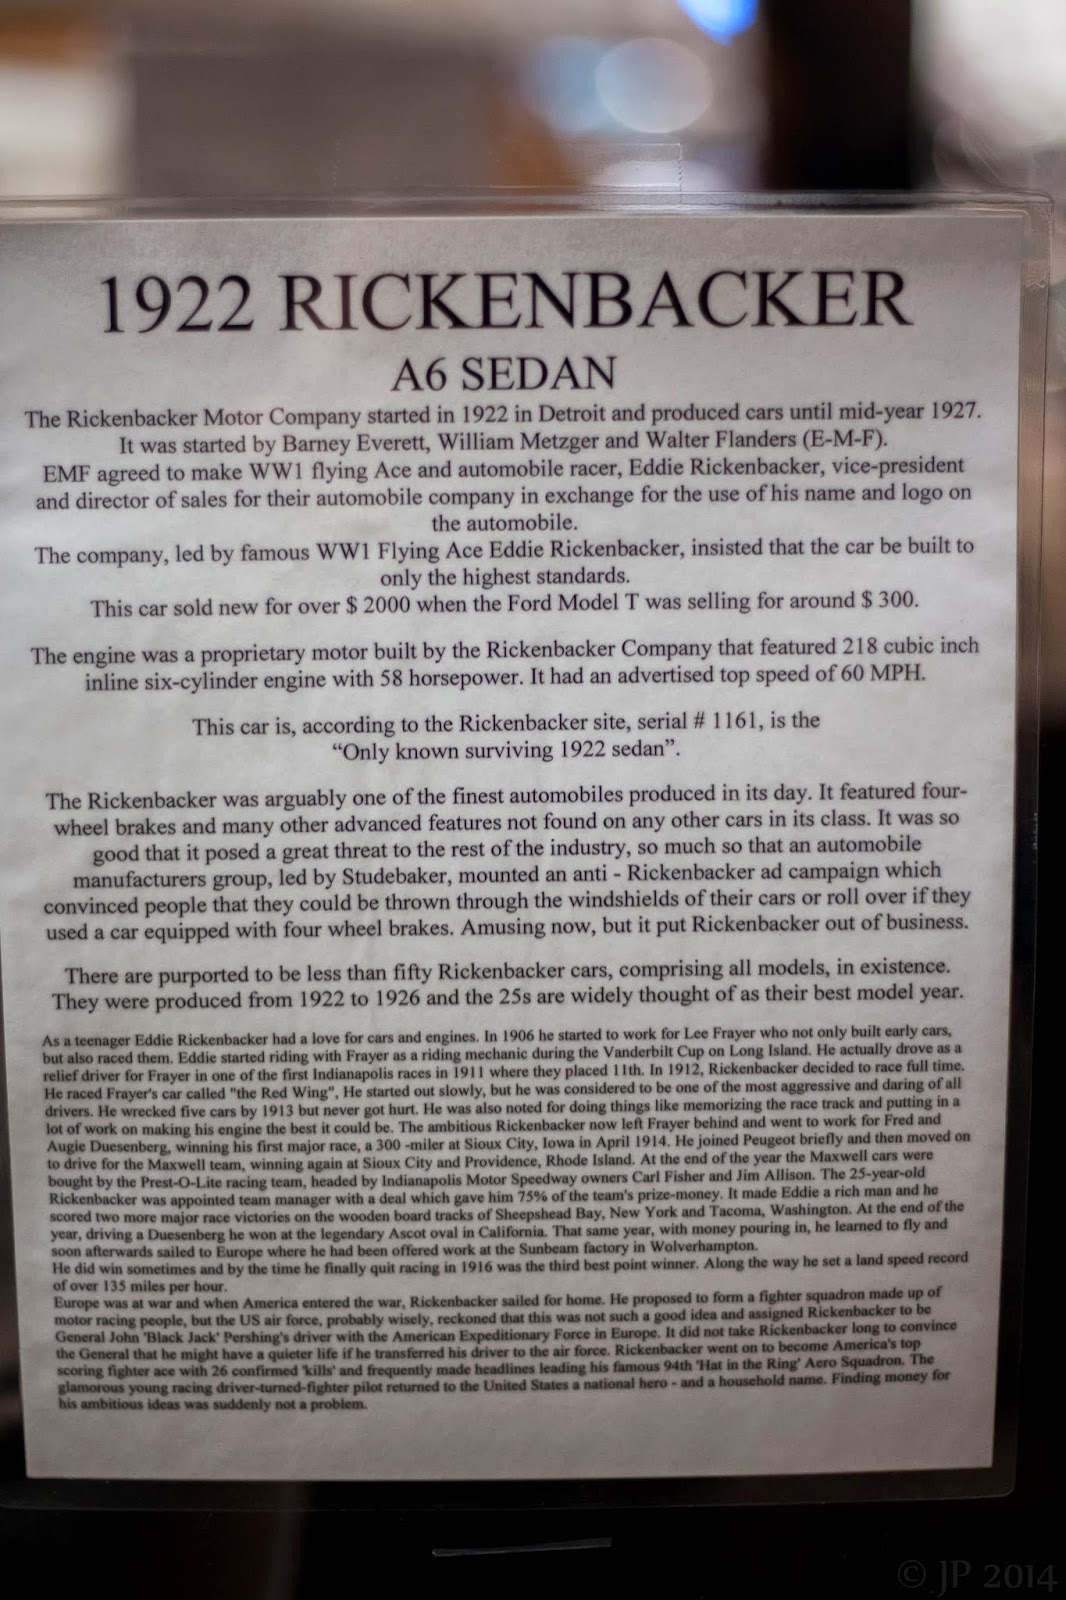 1922 RICKENBACKER
A6 SEDAN
The Rickenbacker Motor Company started in 1922 in Detroit and produced cars until mid-year 1927.
It was started by Barney Everett, William Metzger and Walter Flanders (E-M-F).
EMF agreed to make WW1 flying Ace and automobile racer, Eddie Rickenbacker, vice-president
and director of sales for their automobile company in exchange for the use of his name and logo on
the automobile.
The company, led by famous WW1 Flying Ace Eddie Rickenbacker, insisted that the car be built to
only the highest standards.
This car sold new for over $ 2000 when the Ford Model T was selling for around $ 300.
The engine was a proprietary motor built by the Rickenbacker Company that featured 218 cubic inch
inline six-cylinder engine with 58 horsepower. It had an advertised top speed of 60 MPH.
This car is, according to the Rickenbacker site, serial # 1161, is the
“Only known surviving 1922 sedan”.
The Rickenbacker was arguably one of the finest automobiles produced in its day. It featured four-
wheel brakes and many other advanced features not found on any other cars in its class. It was so
good that it posed a great threat to the rest of the industry, so much so that an automobile
manufacturers group, led by Studebaker, mounted an anti - Rickenbacker ad campaign which
convinced people that they could be thrown through the windshields of their cars or roll over if they
used a car equipped with four wheel brakes. Amusing now, but it put Rickenbacker out of business.
There are purported to be less than fifty Rickenbacker cars, comprising all models, in existence.
They were produced from 1922 to 1926 and the 25s are widely thought of as their best model year.
As a teenager Eddie Rickenbacker had a love for cars and engines. In 1906 he started to work for Lee Frayer who not only built early cars,
but also raced them. Eddie started riding with Frayer as a riding mechanic during the Vanderbilt Cup on Long Island. He actually drove as a
relief driver for Frayer in one of the first Indianapolis races in 1911 where they placed 11th. In 1912, Rickenbacker decided to race full time.
He raced Frayer's car called "the Red Wing", He started out slowly, but he was considered to be one of the most aggressive and daring of all
drivers. He wrecked five cars by 1913 but never got hurt. He was also noted for doing things like memorizing the race track and putting in a
lot of work on making his engine the best it could be. The ambitious Rickenbacker now left Frayer behind and went to work for Fred and
Augie Duesenberg, winning his first major race, a 300 -miler at Sioux City, Iowa in April 1914. He joined Peugeot briefly and then moved on
to drive for the Maxwell team, winning again at Sioux City and Providence, Rhode Island. At the end of the year the Maxwell cars were
bought by the Prest-O-Lite racing team, headed by Indianapolis Motor Speedway owners Carl Fisher and Jim Allison. The 25-year-old
Rickenbacker was appointed team manager with a deal which gave him 75% of the team's prize-money. It made Eddie a rich man and he
scored two more major race victories on the wooden board tracks of Sheepshead Bay, New York and Tacoma, Washington. At the end of the
year, driving a Duesenberg he won at the legendary Ascot oval in California. That same year, with money pouring in, he learned to fly and
soon afterwards sailed to Europe where he had been offered work at the Sunbeam factory in Wolverhampton.
He did win sometimes and by the time he finally quit racing in 1916 was the third best point winner. Along the way he set a land speed record
of over 135 miles per hour.
Europe was at war and when America entered the war, Rickenbacker sailed for home. He proposed to form a fighter squadron made up of
motor racing people, but the US air force, probably wisely, reckoned that this was not such a good idea and assigned Rickenbacker to be
General John 'Black Jack' Pershing's driver with the American Expeditionary Force in Europe. It did not take Rickenbacker long to convince
the General that he might have a quieter life if he transferred his driver to the air force. Rickenbacker went on to become America's top
scoring fighter ace with 26 confirmed 'kills' and frequently made headlines leading his famous 94th 'Hat in the Ring' Aero Squadron. The
glamorous young racing driver-turned-fighter pilot returned to the United States a national hero - and a household name. Finding money for
his ambitious ideas was suddenly not a problem.
© JP 2014